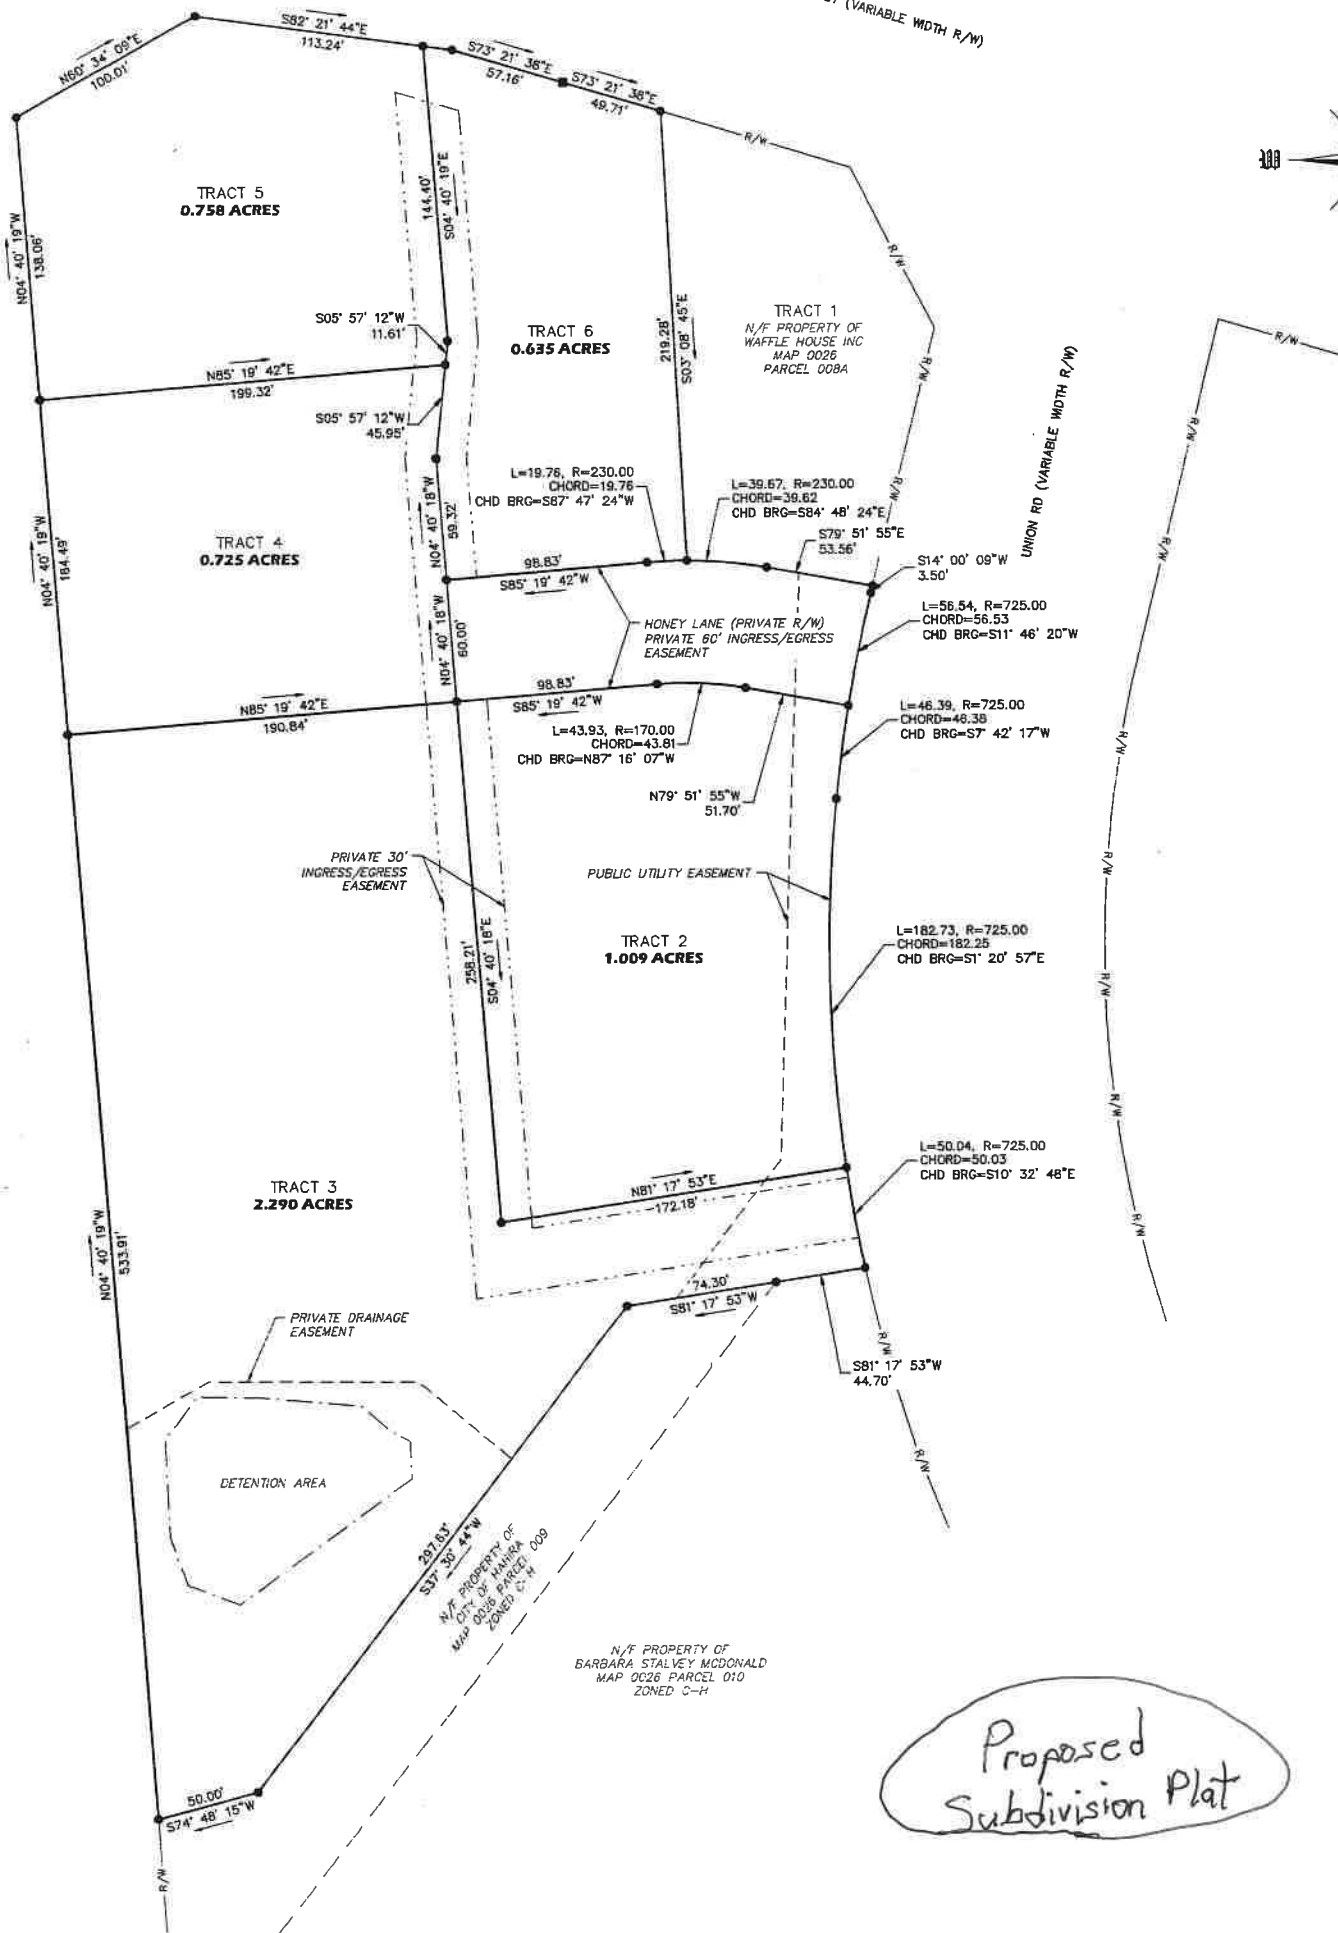 (VARIABLE WIDTH R/W)
S82° 21' 44"E
113.24'
N60° 34' 09"E
100.01'
S73° 21' 38"E
57.16'
S73° 21' 38"E
49.71'
R/W
W
TRACT 5
0.758 ACRES
N04° 40' 19"W
138.06'
144.40'
S04° 40' 19"E
S05° 57' 12"W
11.61'
TRACT 6
0.635 ACRES
219.28'
S03° 08' 45"E
TRACT 1
N/F PROPERTY OF
WAFFLE HOUSE INC
MAP 0026
PARCEL 008A
R/W
R/W
R/W
R/W
R/W
R/W
UNION RD (VARIABLE WIDTH R/W)
N85° 19' 42"E
199.32'
S05° 57' 12"W
45.95'
L=19.76, R=230.00
CHORD=19.76
CHD BRG=S87° 47' 24"W
L=39.67, R=230.00
CHORD=39.62
CHD BRG=S84° 48' 24"E
S79° 51' 55"E
53.56'
S14° 00' 09"W
3.50'
TRACT 4
0.725 ACRES
N04° 40' 19"W
164.49'
N04° 40' 18"W
59.32'
98.83'
S85° 19' 42"W
L=56.54, R=725.00
CHORD=56.53
CHD BRG=S11° 46' 20"W
HONEY LANE (PRIVATE R/W)
PRIVATE 60' INGRESS/EGRESS
EASEMENT
N04° 40' 18"W
60.00'
N85° 19' 42"E
190.84'
98.83'
S85° 19' 42"W
L=43.93, R=170.00
CHORD=43.81
CHD BRG=N87° 16' 07"W
L=46.39, R=725.00
CHORD=46.38
CHD BRG=S7° 42' 17"W
N79° 51' 55"W
51.70'
R/W
PRIVATE 30'
INGRESS/EGRESS
EASEMENT
PUBLIC UTILITY EASEMENT
R/W
TRACT 2
1.009 ACRES
258.21'
S04° 40' 18"E
L=182.73, R=725.00
CHORD=182.25
CHD BRG=S1° 20' 57"E
R/W
R/W
L=50.04, R=725.00
CHORD=50.03
CHD BRG=S10° 32' 48"E
TRACT 3
2.290 ACRES
N81° 17' 53"E
172.18'
R/W
N04° 40' 19"W
533.91'
74.30'
S81° 17' 53"W
PRIVATE DRAINAGE
EASEMENT
R/W
S81° 17' 53"W
44.70'
R/W
DETENTION AREA
297.63'
S37° 30' 44"W
N/F PROPERTY OF
CITY OF HAHIRA
MAP 0026 PARCEL 009
ZONED C-H
N/F PROPERTY OF
BARBARA STALVEY MCDONALD
MAP 0026 PARCEL 010
ZONED C-H
Proposed
Subdivision Plat
50.00'
S74° 48' 15"W
R/W